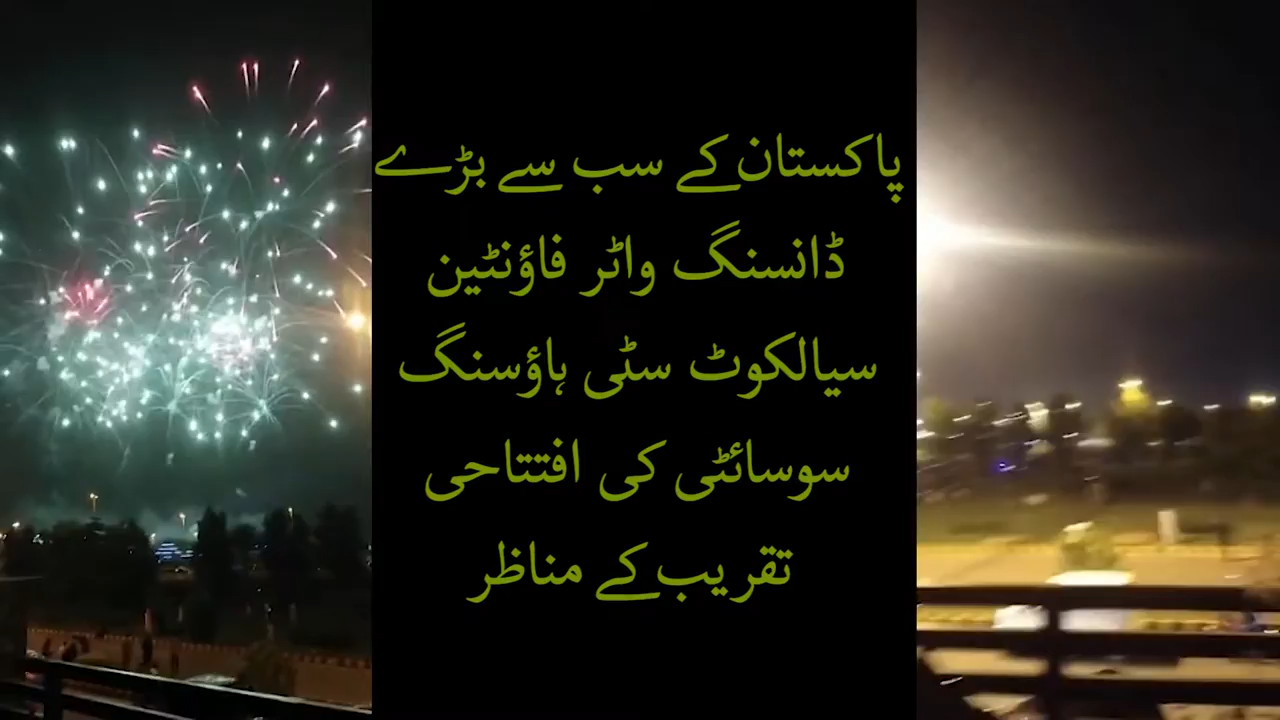 پاکستان کے سب سے بڑے
ڈانسنگ واٹر فاؤنٹین
سیالکوٹ سٹی ہاؤسنگ
سوسائٹی کی افتتاحی
تقریب کے مناظر